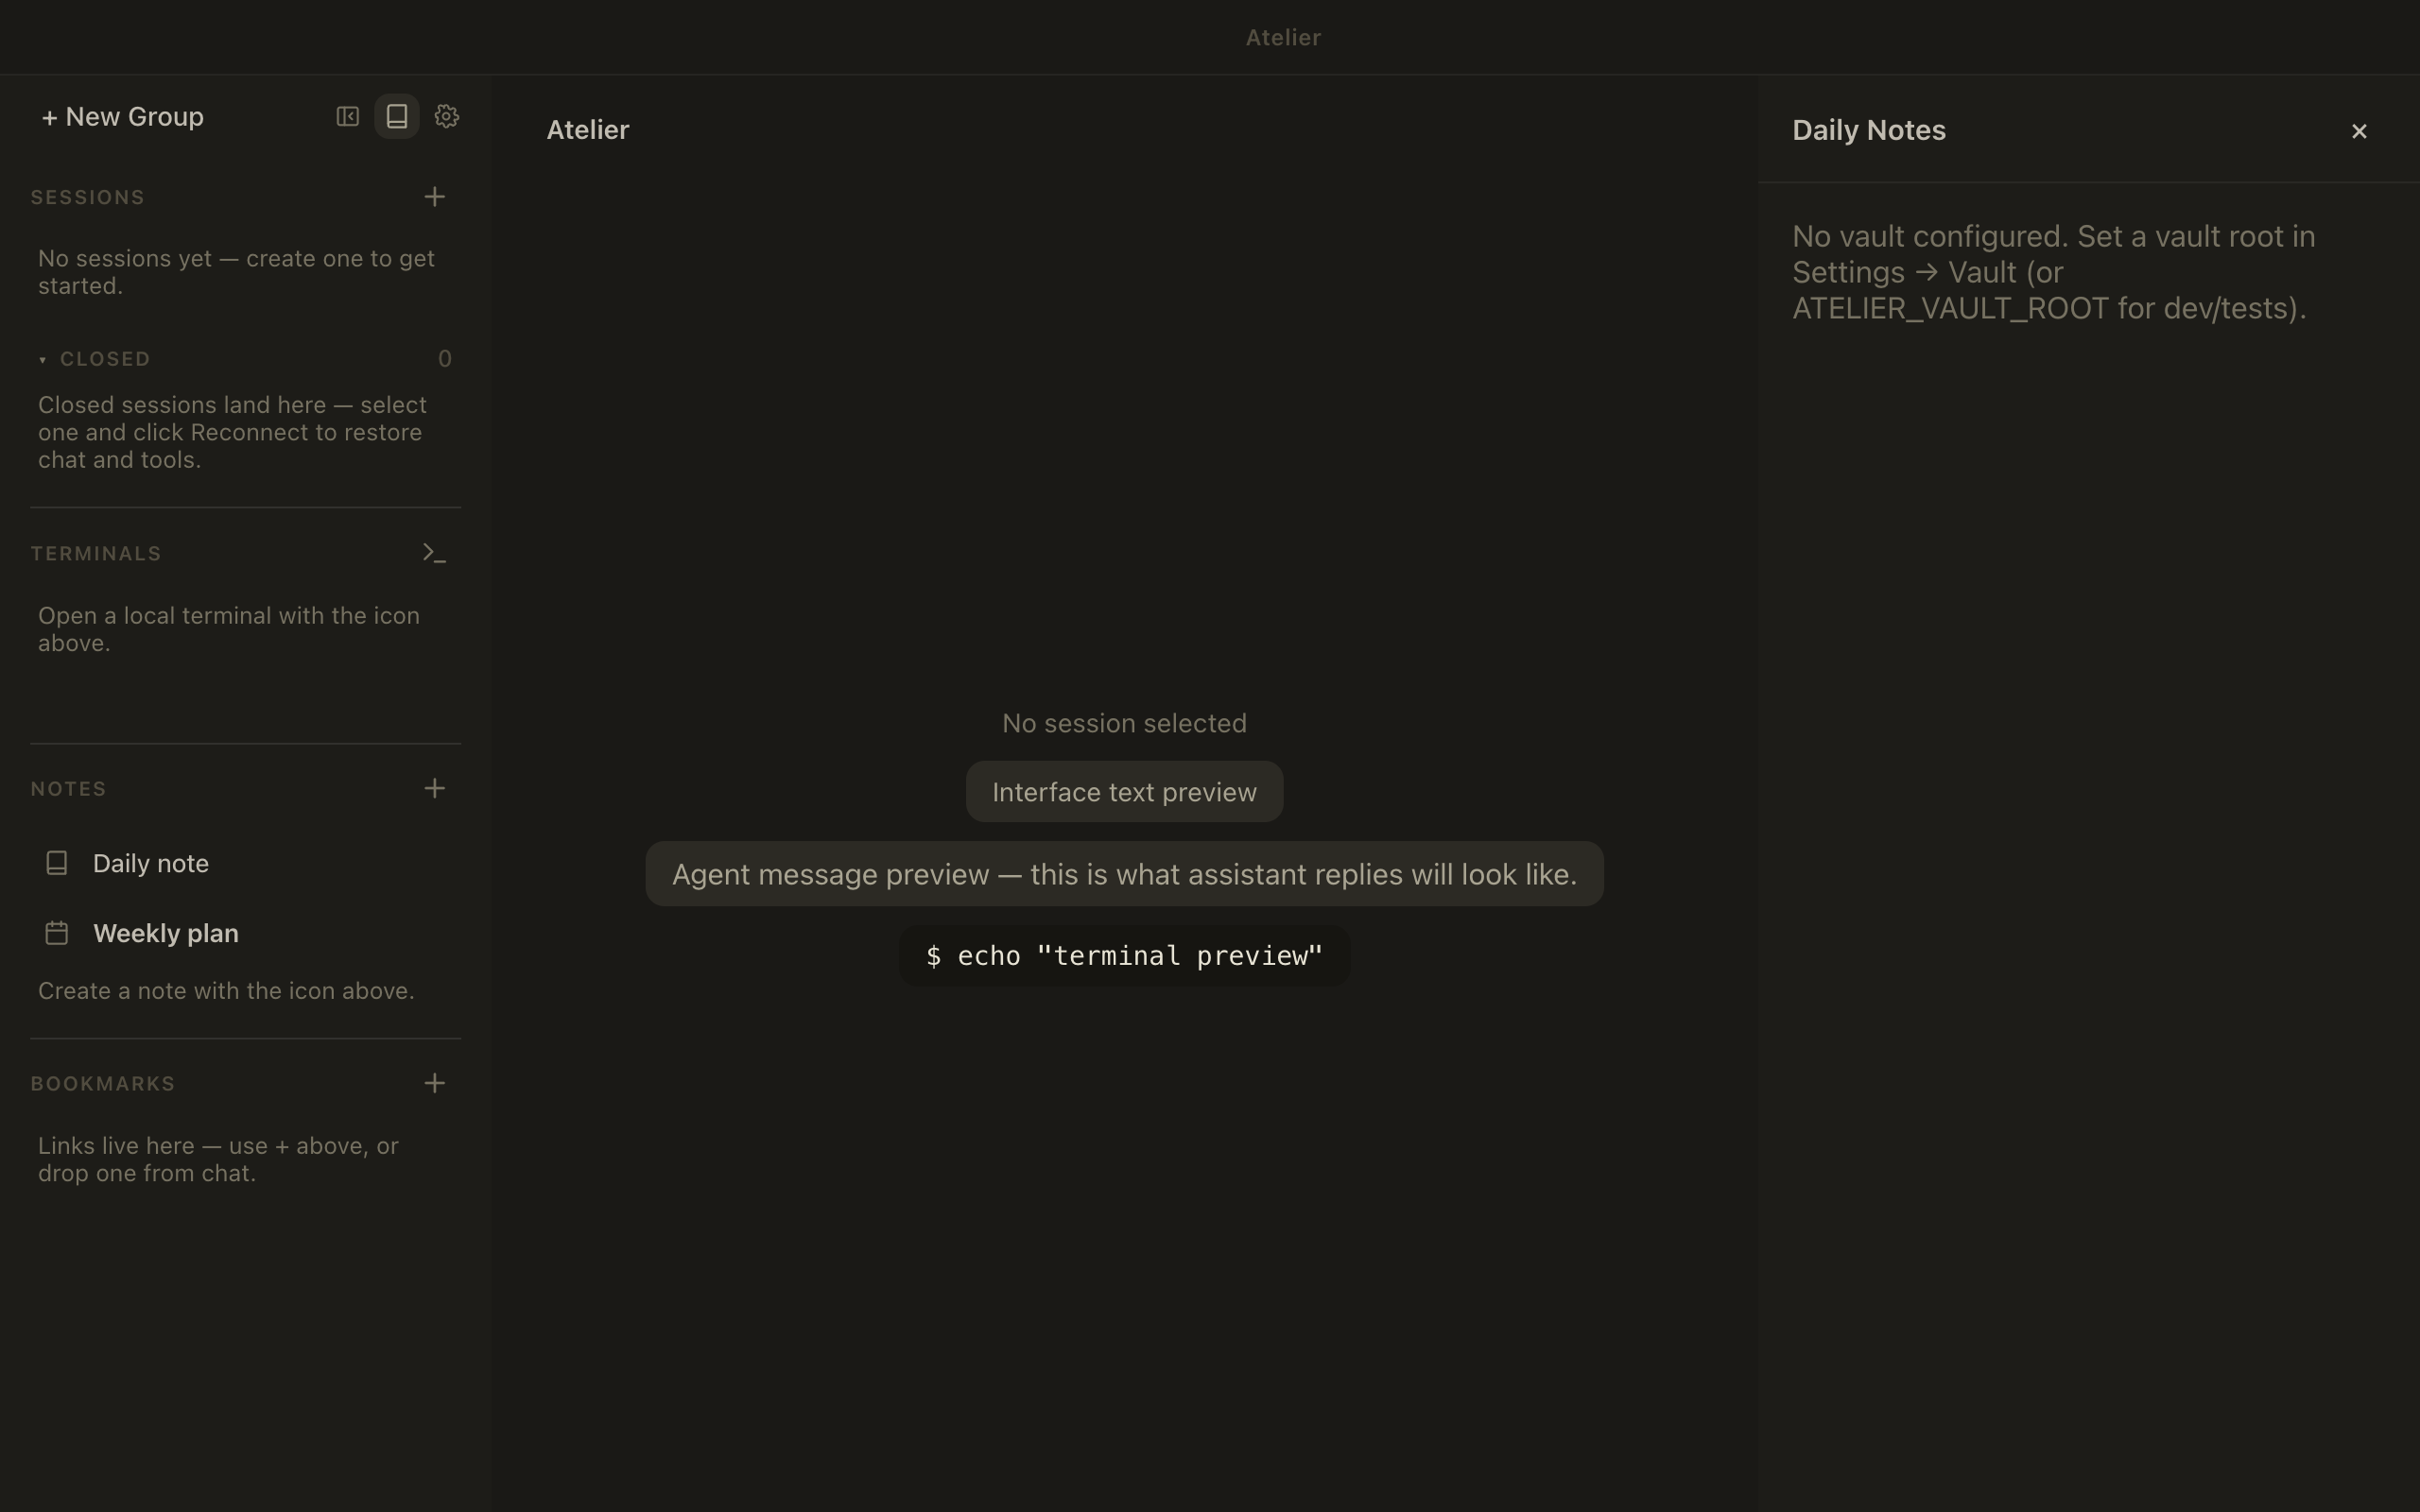 Atelier
+ New Group
SESSIONS
No sessions yet — create one to get
started.
▾ CLOSED 0
Closed sessions land here — select
one and click Reconnect to restore
chat and tools.
TERMINALS
Open a local terminal with the icon
above.
NOTES
Daily note
Weekly plan
Create a note with the icon above.
BOOKMARKS
Links live here — use + above, or
drop one from chat.
Atelier
No session selected
Interface text preview
Agent message preview — this is what assistant replies will look like.
$ echo "terminal preview"
Daily Notes
No vault configured. Set a vault root in
Settings → Vault (or
ATELIER_VAULT_ROOT for dev/tests).